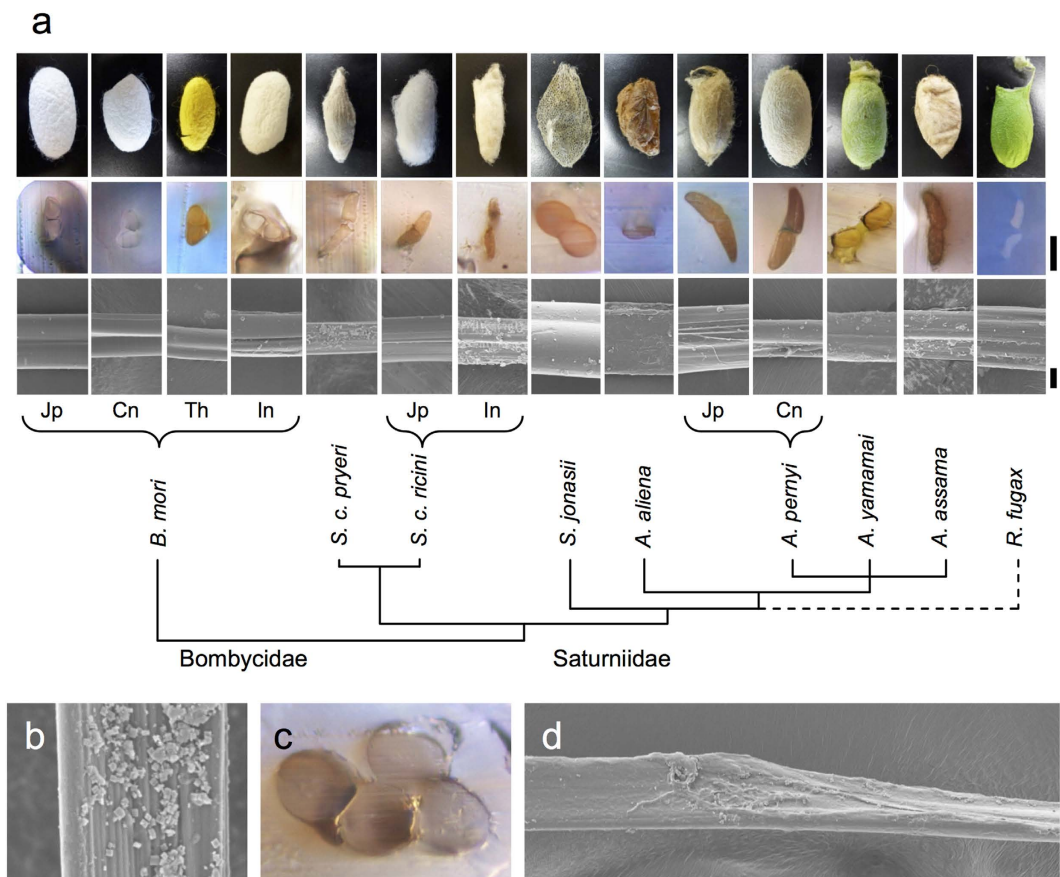 a
Jp Cn Th In Jp In Jp Cn
B. mori S. c. pryeri S. c. ricini S. jonasii A. aliena A. pernyi A. yamamai A. assama R. fugax
Bombycidae Saturniidae
b c d